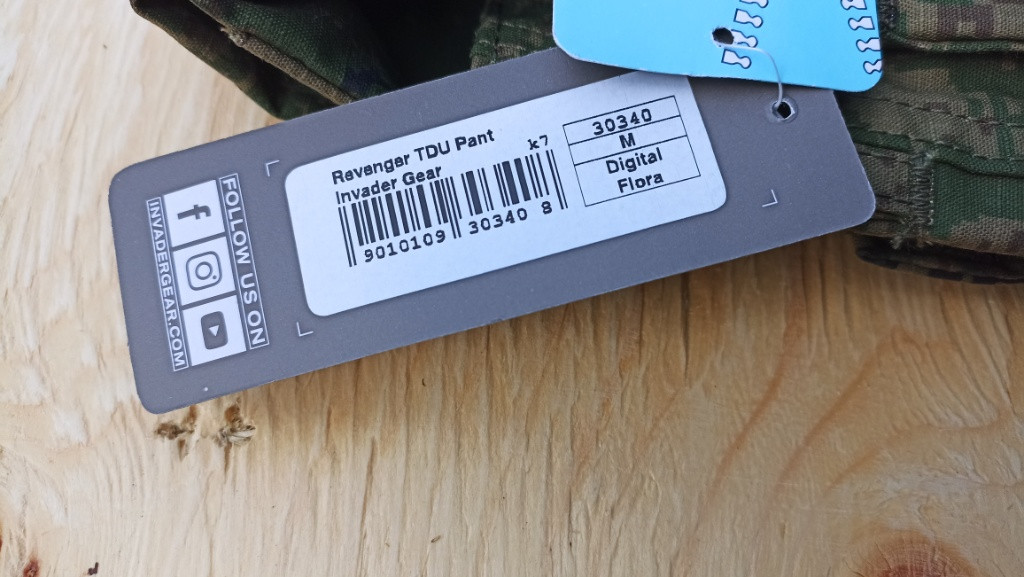 Revenger TDU Pant
Invader Gear
k7
9010109 30340 8
30340
M
Digital
Flora
FOLLOW US ON
f
INVADERGEAR.COM